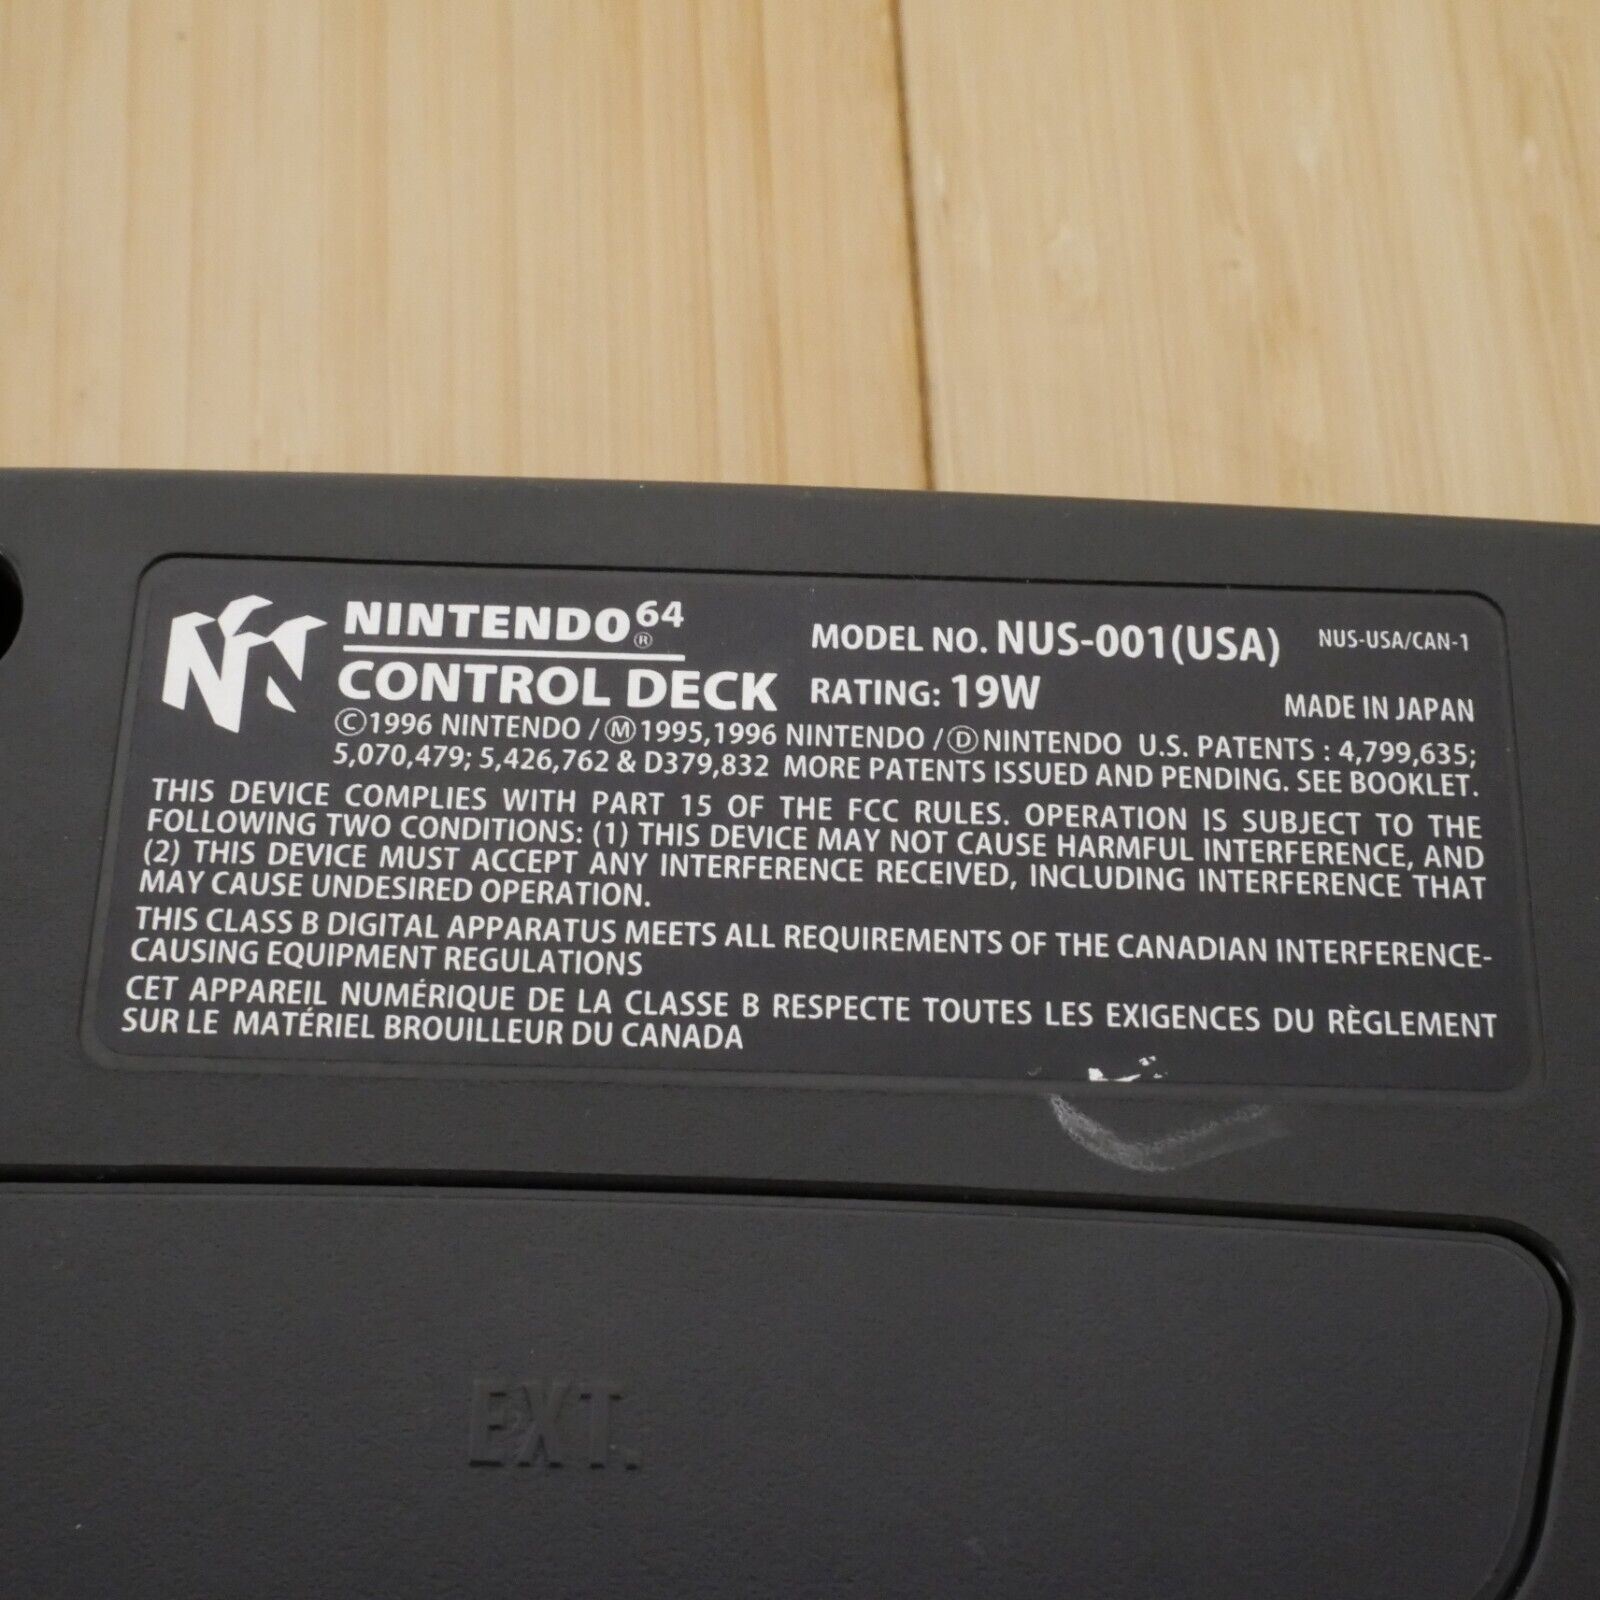 NINTENDO 64 ®
CONTROL DECK
MODEL NO. NUS-001(USA)
NUS-USA/CAN-1
RATING: 19W
MADE IN JAPAN
Ⓒ1996 NINTENDO /Ⓜ1995,1996 NINTENDO /ⒹNINTENDO U.S. PATENTS : 4,799,635;
5,070,479; 5,426,762 & D379,832 MORE PATENTS ISSUED AND PENDING. SEE BOOKLET.
THIS DEVICE COMPLIES WITH PART 15 OF THE FCC RULES. OPERATION IS SUBJECT TO THE
FOLLOWING TWO CONDITIONS: (1) THIS DEVICE MAY NOT CAUSE HARMFUL INTERFERENCE, AND
(2) THIS DEVICE MUST ACCEPT ANY INTERFERENCE RECEIVED, INCLUDING INTERFERENCE THAT
MAY CAUSE UNDESIRED OPERATION.
THIS CLASS B DIGITAL APPARATUS MEETS ALL REQUIREMENTS OF THE CANADIAN INTERFERENCE-
CAUSING EQUIPMENT REGULATIONS
CET APPAREIL NUMÉRIQUE DE LA CLASSE B RESPECTE TOUTES LES EXIGENCES DU RÈGLEMENT
SUR LE MATÉRIEL BROUILLEUR DU CANADA
EXT.